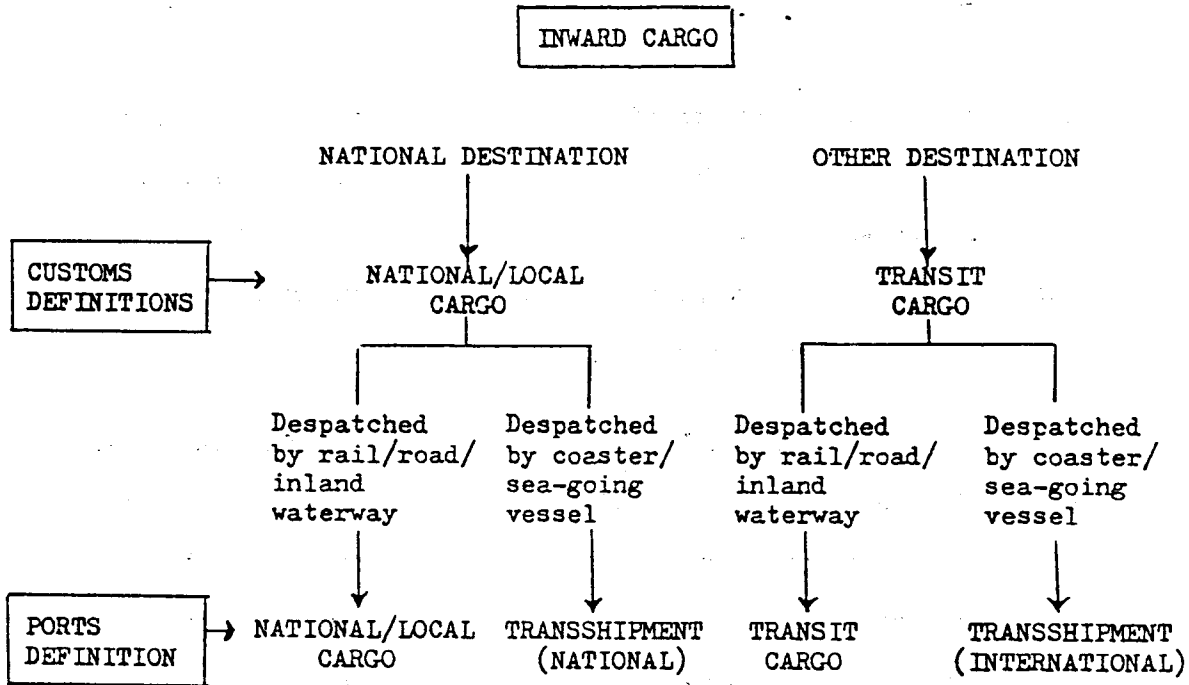 INWARD CARGO
NATIONAL DESTINATION
OTHER DESTINATION
CUSTOMS
DEFINITIONS
NATIONAL/LOCAL
CARGO
TRANSIT
CARGO
Despatched
by rail/road/
inland
waterway
Despatched
by coaster/
sea-going
vessel
Despatched
by rail/road/
inland
waterway
Despatched
by coaster/
sea-going
vessel
PORTS
DEFINITION
NATIONAL/LOCAL
CARGO
TRANSSHIPMENT
(NATIONAL)
TRANSIT
CARGO
TRANSSHIPMENT
(INTERNATIONAL)